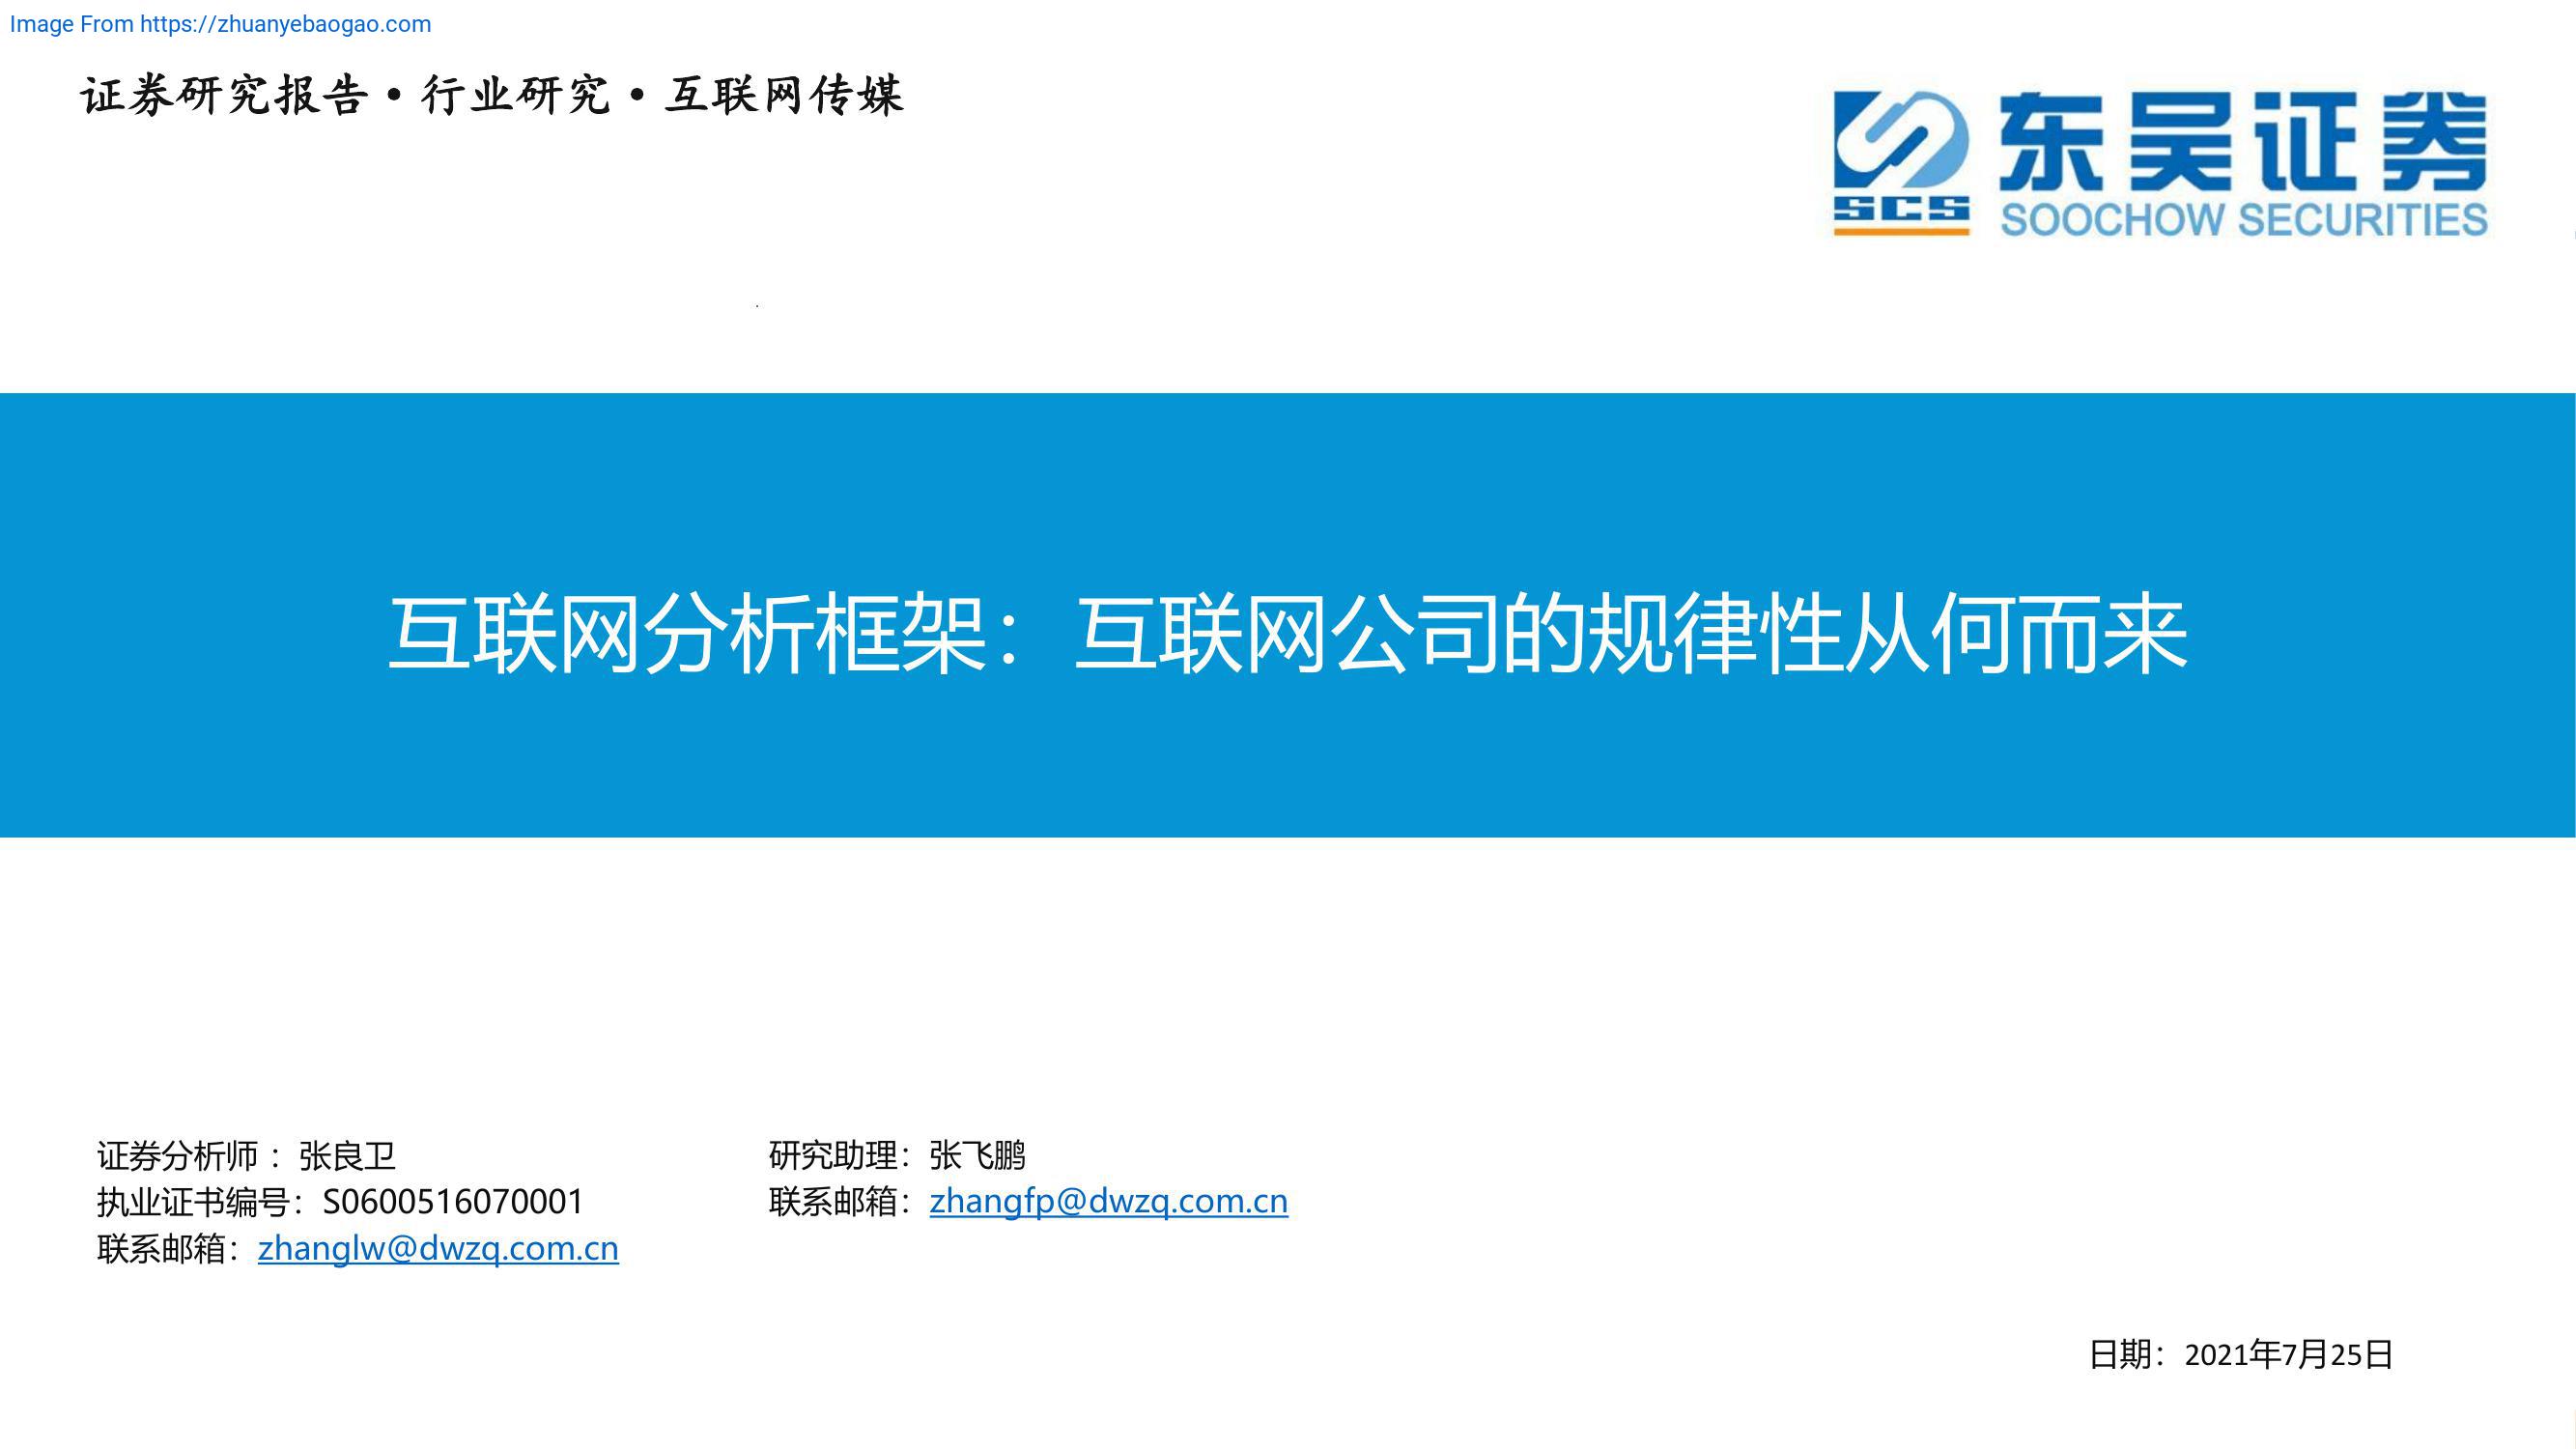 Image From https://zhuanyebaogao.com
证券研究报告•行业研究•互联网传媒
东吴证券
SCS
SOOCHOW SECURITIES
互联网分析框架：互联网公司的规律性从何而来
证券分析师 ：张良卫
执业证书编号：S0600516070001
联系邮箱：zhanglw@dwzq.com.cn
研究助理：张飞鹏
联系邮箱：zhangfp@dwzq.com.cn
日期：2021年7月25日